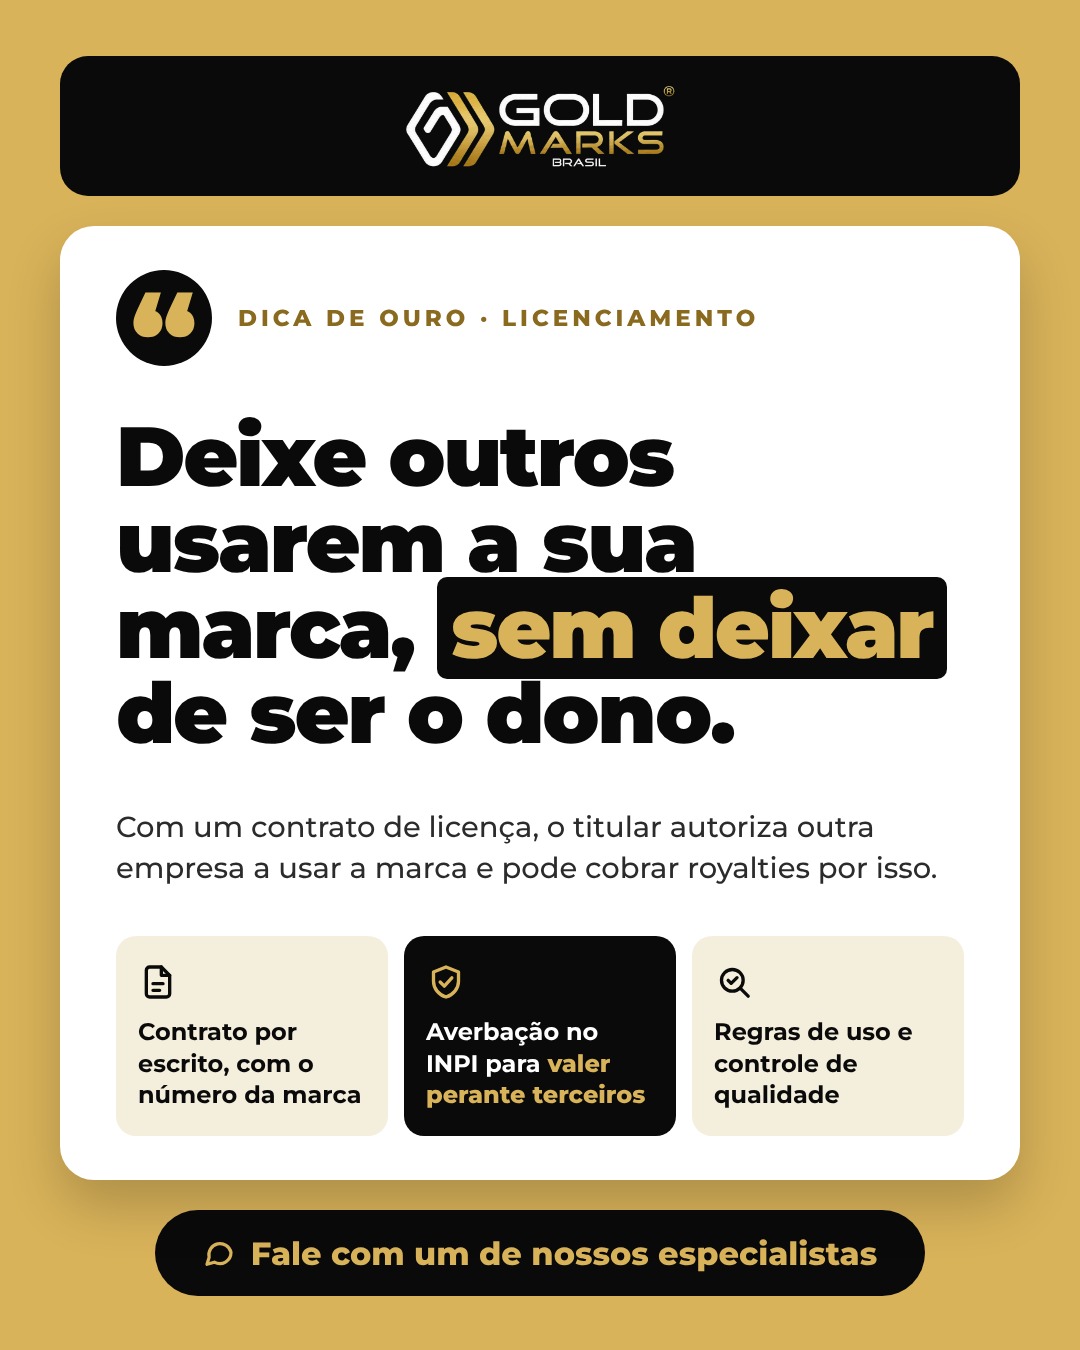 GOLD
MARKS
BRASIL
®
DICA DE OURO · LICENCIAMENTO
Deixe outros
usarem a sua
marca, sem deixar
de ser o dono.
Com um contrato de licença, o titular autoriza outra
empresa a usar a marca e pode cobrar royalties por isso.
Contrato por
escrito, com o
número da marca
Averbação no
INPI para valer
perante terceiros
Regras de uso e
controle de
qualidade
Fale com um de nossos especialistas